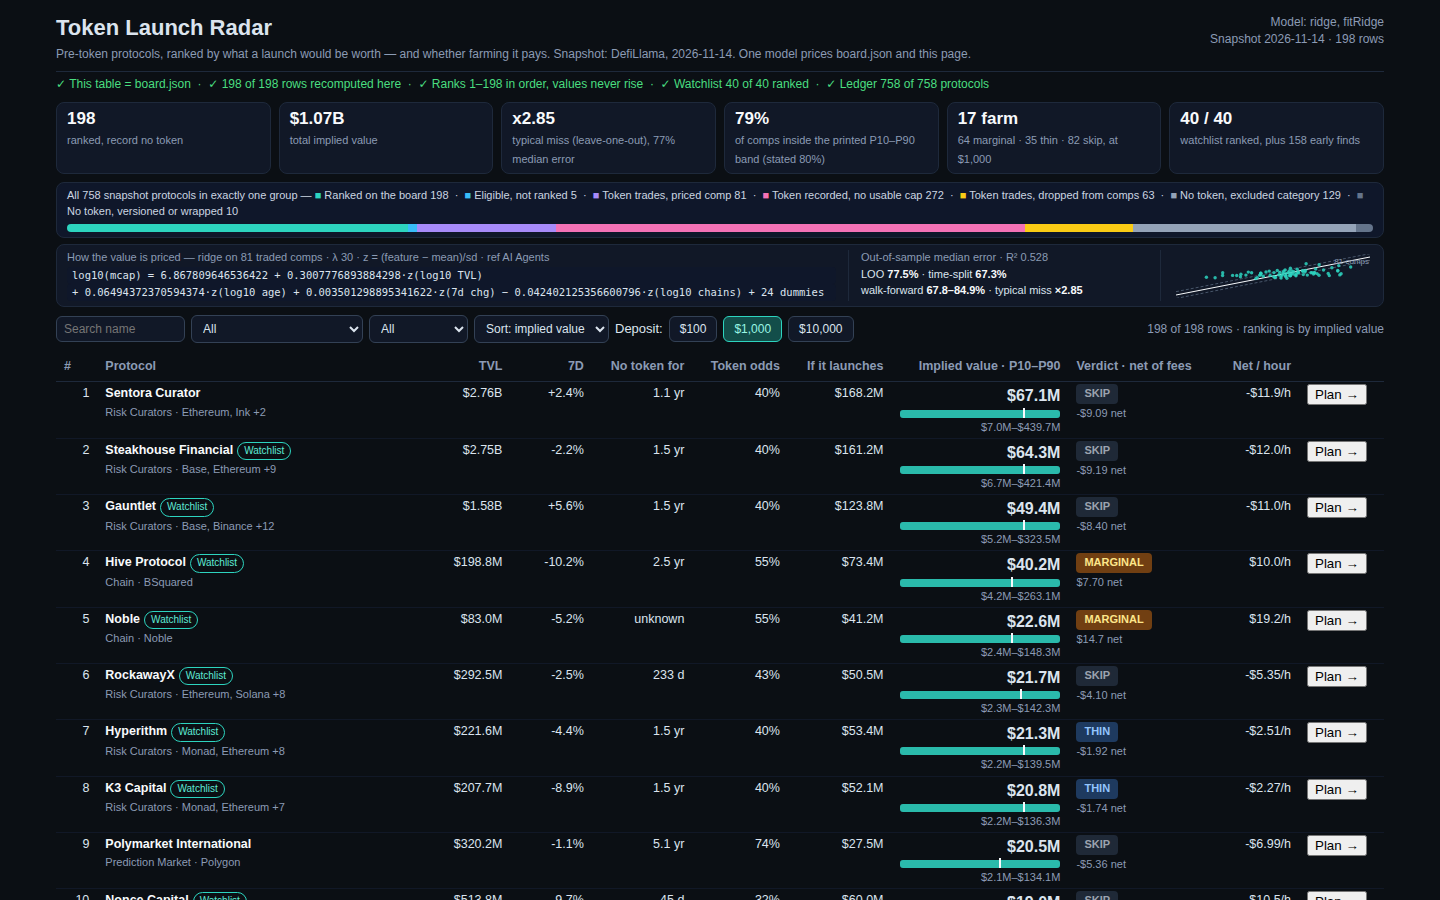 Token Launch Radar
Model: ridge, fitRidge
Pre-token protocols, ranked by what a launch would be worth — and whether farming it pays. Snapshot: DefiLlama, 2026-11-14. One model prices board.json and this page.
Snapshot 2026-11-14 · 198 rows
✓ This table = board.json · ✓ 198 of 198 rows recomputed here · ✓ Ranks 1–198 in order, values never rise · ✓ Watchlist 40 of 40 ranked · ✓ Ledger 758 of 758 protocols
198
ranked, record no token
$1.07B
total implied value
x2.85
typical miss (leave-one-out), 77%
median error
79%
of comps inside the printed P10–P90
band (stated 80%)
17 farm
64 marginal · 35 thin · 82 skip, at
$1,000
40 / 40
watchlist ranked, plus 158 early finds
All 758 snapshot protocols in exactly one group — ■ Ranked on the board 198 · ■ Eligible, not ranked 5 · ■ Token trades, priced comp 81 · ■ Token recorded, no usable cap 272 · ■ Token trades, dropped from comps 63 · ■ No token, excluded category 129 · ■
No token, versioned or wrapped 10
How the value is priced — ridge on 81 traded comps · λ 30 · z = (feature − mean)/sd · ref AI Agents
log10(mcap) = 6.867809646536422 + 0.3007776893884298·z(log10 TVL)
+ 0.06494372370594374·z(log10 age) + 0.003501298895341622·z(7d chg) − 0.042402125356600796·z(log10 chains) + 24 dummies
Out-of-sample median error · R² 0.528
LOO 77.5% · time-split 67.3%
walk-forward 67.8–84.9% · typical miss ×2.85
81 comps
Search name
All
All
Sort: implied value
Deposit:
$100
$1,000
$10,000
198 of 198 rows · ranking is by implied value
# Protocol TVL 7D No token for Token odds If it launches Implied value · P10–P90 Verdict · net of fees Net / hour
1 Sentora Curator $2.76B +2.4% 1.1 yr 40% $168.2M $67.1M SKIP -$11.9/h Plan →
Risk Curators · Ethereum, Ink +2 -$9.09 net
$7.0M–$439.7M
2 Steakhouse Financial Watchlist $2.75B -2.2% 1.5 yr 40% $161.2M $64.3M SKIP -$12.0/h Plan →
Risk Curators · Base, Ethereum +9 -$9.19 net
$6.7M–$421.4M
3 Gauntlet Watchlist $1.58B +5.6% 1.5 yr 40% $123.8M $49.4M SKIP -$11.0/h Plan →
Risk Curators · Base, Binance +12 -$8.40 net
$5.2M–$323.5M
4 Hive Protocol Watchlist $198.8M -10.2% 2.5 yr 55% $73.4M $40.2M MARGINAL $10.0/h Plan →
Chain · BSquared $7.70 net
$4.2M–$263.1M
5 Noble Watchlist $83.0M -5.2% unknown 55% $41.2M $22.6M MARGINAL $19.2/h Plan →
Chain · Noble $14.7 net
$2.4M–$148.3M
6 RockawayX Watchlist $292.5M -2.5% 233 d 43% $50.5M $21.7M SKIP -$5.35/h Plan →
Risk Curators · Ethereum, Solana +8 -$4.10 net
$2.3M–$142.3M
7 Hyperithm Watchlist $221.6M -4.4% 1.5 yr 40% $53.4M $21.3M THIN -$2.51/h Plan →
Risk Curators · Monad, Ethereum +8 -$1.92 net
$2.2M–$139.5M
8 K3 Capital Watchlist $207.7M -8.9% 1.5 yr 40% $52.1M $20.8M THIN -$2.27/h Plan →
Risk Curators · Monad, Ethereum +7 -$1.74 net
$2.2M–$136.3M
9 Polymarket International $320.2M -1.1% 5.1 yr 74% $27.5M $20.5M SKIP -$6.99/h Plan →
Prediction Market · Polygon -$5.36 net
$2.1M–$134.1M
10 Nonce Capital Watchlist $513.8M 9.7% 45 d 32% $60.0M $19.0M SKIP -$10.5/h Plan